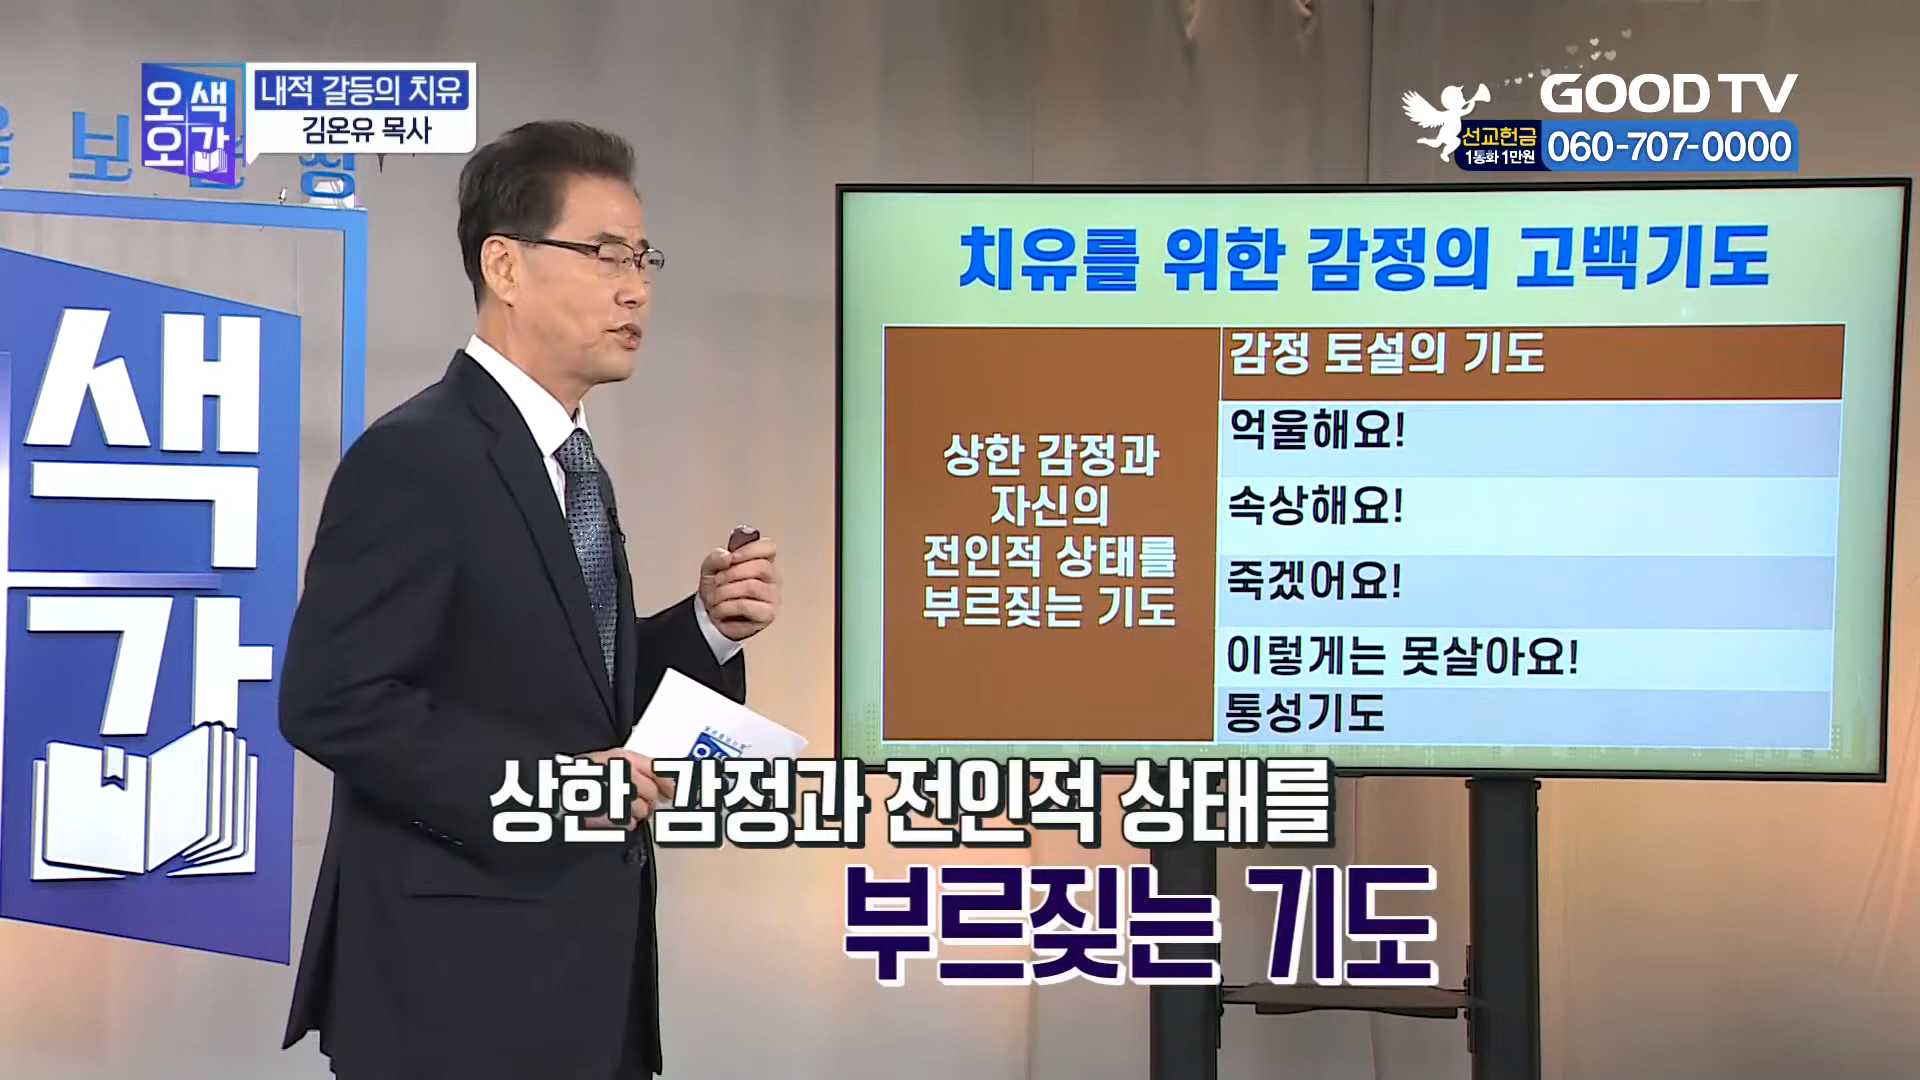 오색오감
내적 갈등의 치유
김온유 목사
GOOD TV
선교헌금
1통화 1만원
060-707-0000
색
감
치유를 위한 감정의 고백기도
상한 감정과
자신의
전인적 상태를
부르짖는 기도
감정 토설의 기도
억울해요!
속상해요!
죽겠어요!
이렇게는 못살아요!
통성기도
상한 감정과 전인적 상태를
부르짖는 기도